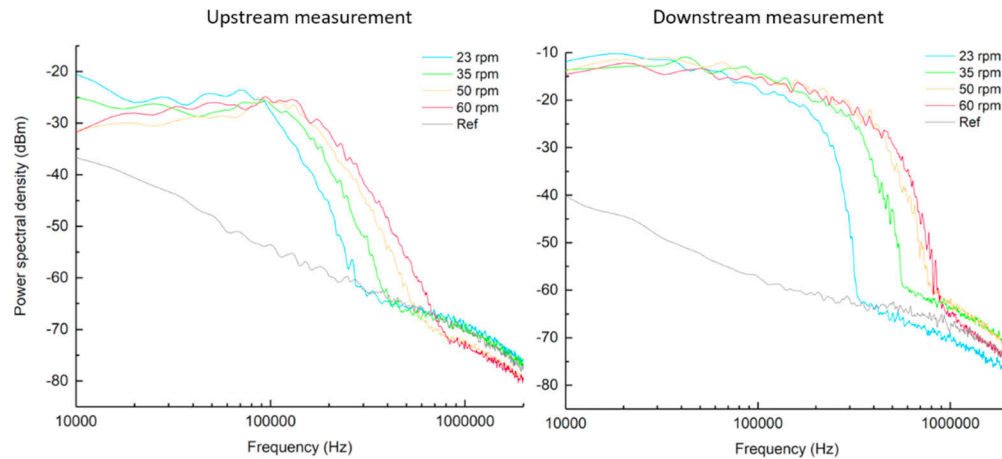 Upstream measurement
Downstream measurement
Power spectral density (dBm)
-20
-30
-40
-50
-60
-70
-80
10000
100000
1000000
Frequency (Hz)
23 rpm
35 rpm
50 rpm
60 rpm
Ref
-10
-20
-30
-40
-50
-60
-70
-80
10000
100000
1000000
Frequency (Hz)
23 rpm
35 rpm
50 rpm
60 rpm
Ref